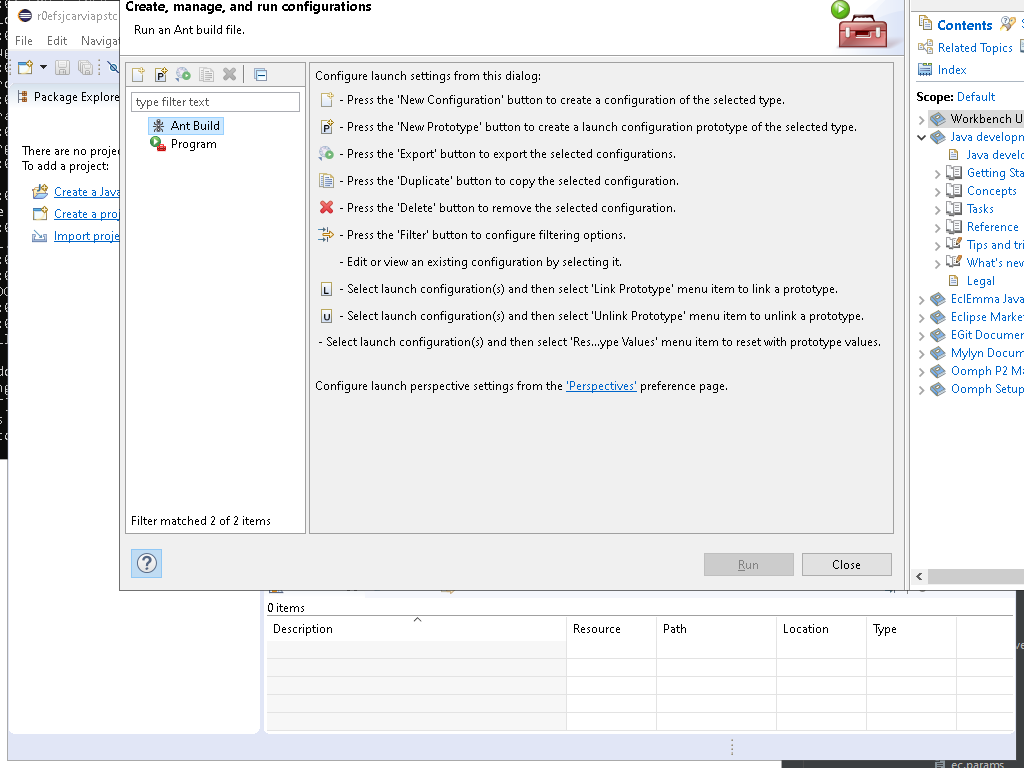 Create, manage, and run configurations
Run an Ant build file.
r0efsjcarviapstc
File Edit Navigat
Package Explore
There are no projec
To add a project:
Create a Java
Create a proj
Import proje
type filter text
Ant Build
Program
Filter matched 2 of 2 items
Configure launch settings from this dialog:
- Press the 'New Configuration' button to create a configuration of the selected type.
- Press the 'New Prototype' button to create a launch configuration prototype of the selected type.
- Press the 'Export' button to export the selected configurations.
- Press the 'Duplicate' button to copy the selected configuration.
- Press the 'Delete' button to remove the selected configuration.
- Press the 'Filter' button to configure filtering options.
- Edit or view an existing configuration by selecting it.
L - Select launch configuration(s) and then select 'Link Prototype' menu item to link a prototype.
U - Select launch configuration(s) and then select 'Unlink Prototype' menu item to unlink a prototype.
- Select launch configuration(s) and then select 'Res...ype Values' menu item to reset with prototype values.
Configure launch perspective settings from the 'Perspectives' preference page.
Run
Close
Contents
Related Topics
Index
Scope: Default
Workbench U
Java developm
Java develo
Getting Sta
Concepts
Tasks
Reference
Tips and tri
What's new
Legal
EclEmma Java
Eclipse Marke
EGit Documen
Mylyn Docum
Oomph P2 Ma
Oomph Setup
0 items
Description Resource Path Location Type
ec.params